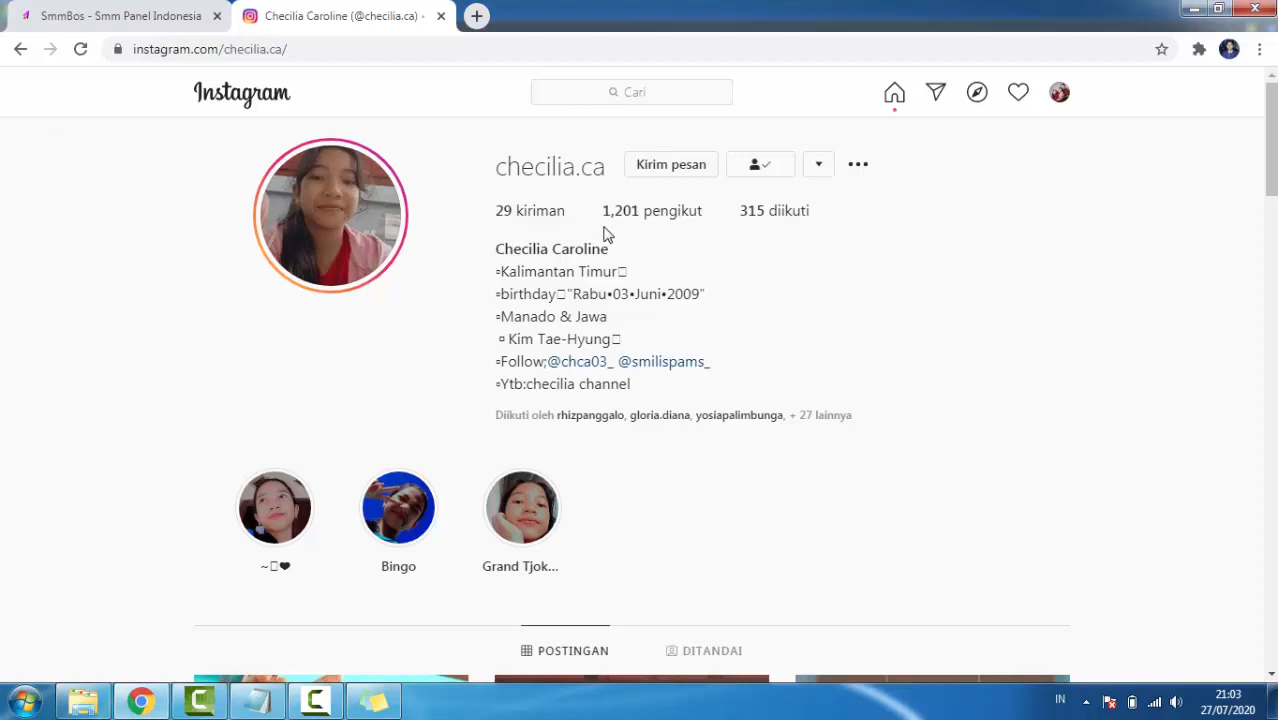 SmmBos - Smm Panel Indonesia
Checilia Caroline (@checilia.ca) •
instagram.com/checilia.ca/
Instagram
Cari
checilia.ca
Kirim pesan
29 kiriman 1,201 pengikut 315 diikuti
Checilia Caroline
▫Kalimantan Timur
▫birthday "Rabu•03•Juni•2009"
▫Manado & Jawa
▫ Kim Tae-Hyung
▫Follow;@chca03_ @smilispams_
▫Ytb:checilia channel
Diikuti oleh rhizpanggalo, gloria.diana, yosiapalimbunga, + 27 lainnya
~ ❤ Bingo Grand Tjok...
POSTINGAN DITANDAI
IN
21:03
27/07/2020